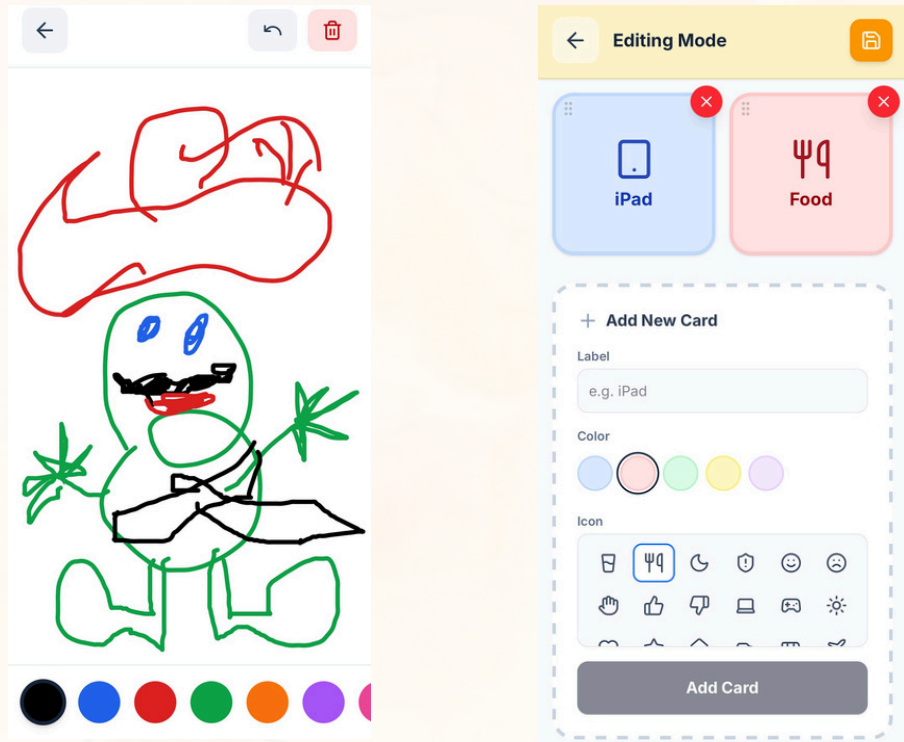 Editing Mode
iPad
Food
Add New Card
Label
e.g. iPad
Color
Icon
Add Card